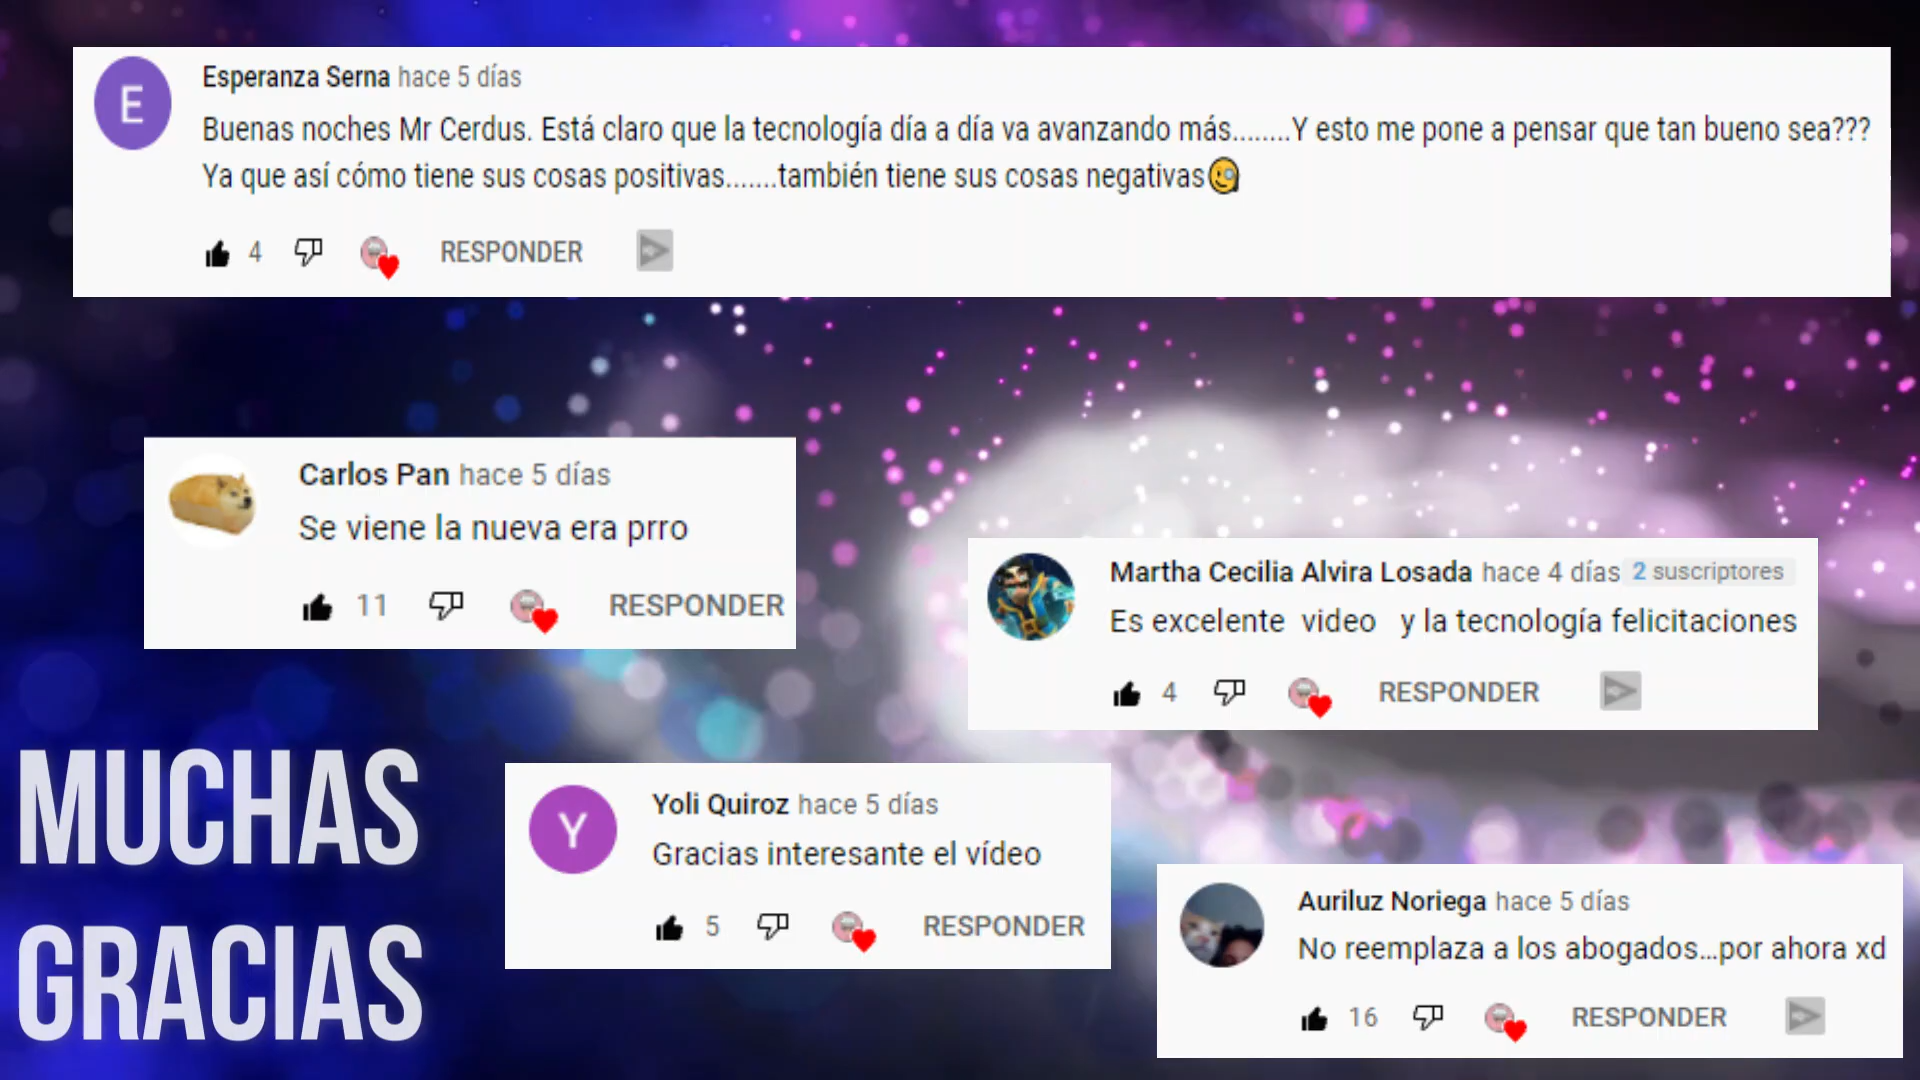 E
Esperanza Serna hace 5 días
Buenas noches Mr Cerdus. Está claro que la tecnología día a día va avanzando más........Y esto me pone a pensar que tan bueno sea???
Ya que así cómo tiene sus cosas positivas.......también tiene sus cosas negativas🧐
4 RESPONDER
Carlos Pan hace 5 días
Se viene la nueva era prro
11 RESPONDER
Martha Cecilia Alvira Losada hace 4 días 2 suscriptores
Es excelente video y la tecnología felicitaciones
4 RESPONDER
MUCHAS
GRACIAS
Y
Yoli Quiroz hace 5 días
Gracias interesante el vídeo
5 RESPONDER
Auriluz Noriega hace 5 días
No reemplaza a los abogados...por ahora xd
16 RESPONDER